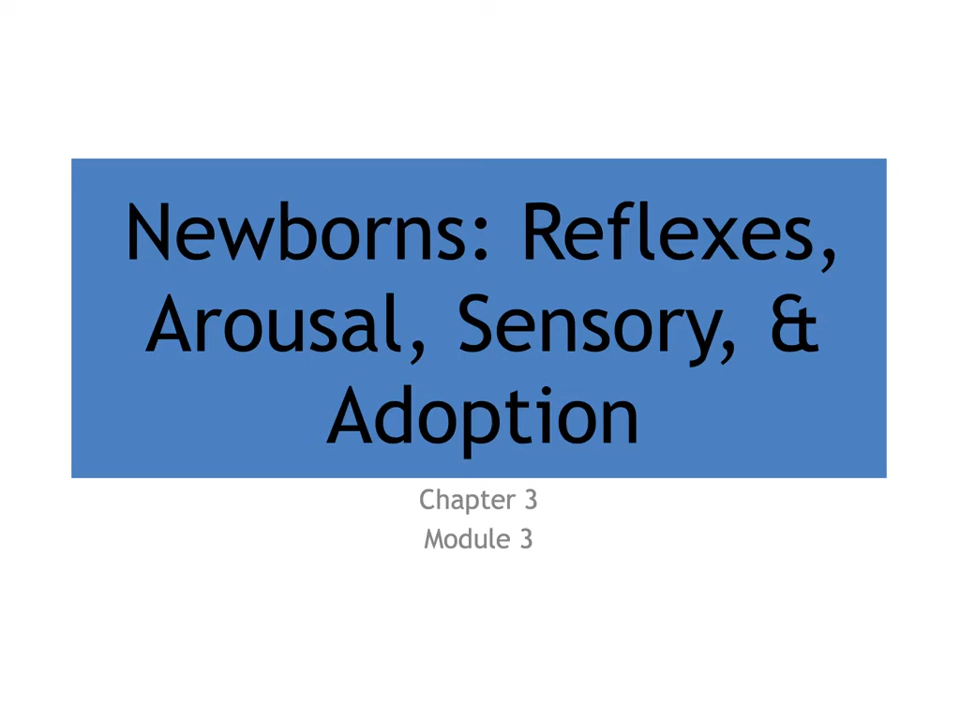 Newborns: Reflexes,
Arousal, Sensory, &
Adoption
Chapter 3
Module 3